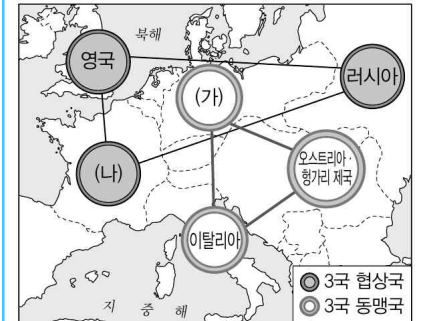 북해
영국
러시아
(가)
오스트리아·
헝가리 제국
(나)
이탈리아
지 중 해
3국 협상국
3국 동맹국